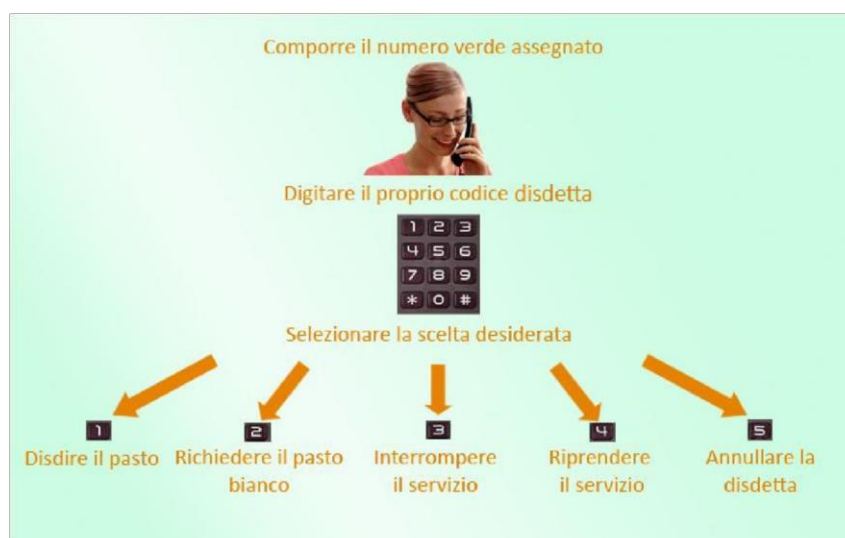 Comporre il numero verde assegnato
Digitare il proprio codice disdetta
1 2 3
4 5 6
7 8 9
* 0 #
Selezionare la scelta desiderata
1
Disdire il pasto
2
Richiedere il pasto
bianco
3
Interrompere
il servizio
4
Riprendere
il servizio
5
Annullare la
disdetta